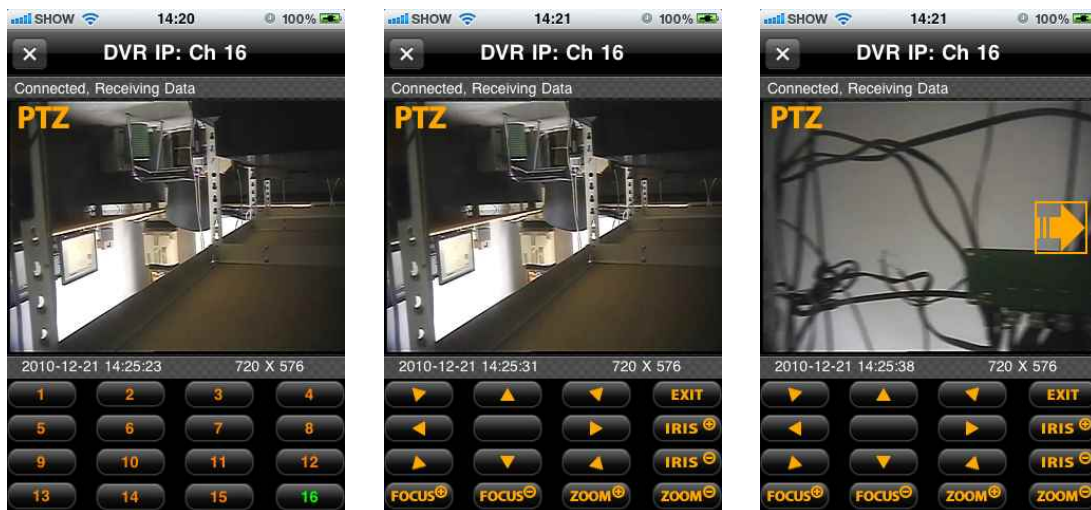 SHOW 14:20 100%
DVR IP: Ch 16
Connected, Receiving Data
PTZ
2010-12-21 14:25:23 720 X 576
1 2 3 4
5 6 7 8
9 10 11 12
13 14 15 16
SHOW 14:21 100%
DVR IP: Ch 16
Connected, Receiving Data
PTZ
2010-12-21 14:25:31 720 X 576
EXIT
IRIS ⊕
IRIS ⊖
FOCUS⊕ FOCUS⊖ ZOOM⊕ ZOOM⊖
SHOW 14:21 100%
DVR IP: Ch 16
Connected, Receiving Data
PTZ
2010-12-21 14:25:38 720 X 576
EXIT
IRIS ⊕
IRIS ⊖
FOCUS⊕ FOCUS⊖ ZOOM⊕ ZOOM⊖